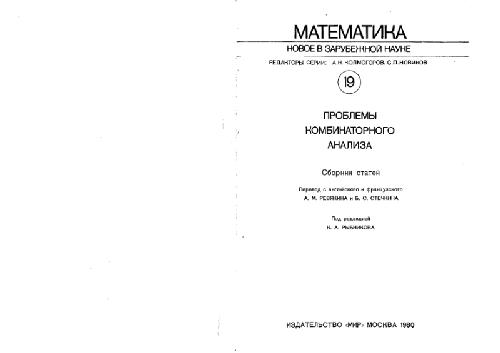 МАТЕМАТИКА
НОВОЕ В ЗАРУБЕЖНОЙ НАУКЕ
РЕДАКТОРЫ СЕРИИ: А.Н. КОЛМОГОРОВ, С.П. НОВИКОВ
19
ПРОБЛЕМЫ
КОМБИНАТОРНОГО
АНАЛИЗА
Сборник статей
Перевод с английского и французского
А. М. РЕВЯКИНА и Б. С. СТЕЧКИНА
Под редакцией
К. А. РЫБНИКОВА
ИЗДАТЕЛЬСТВО «МИР» МОСКВА 1980